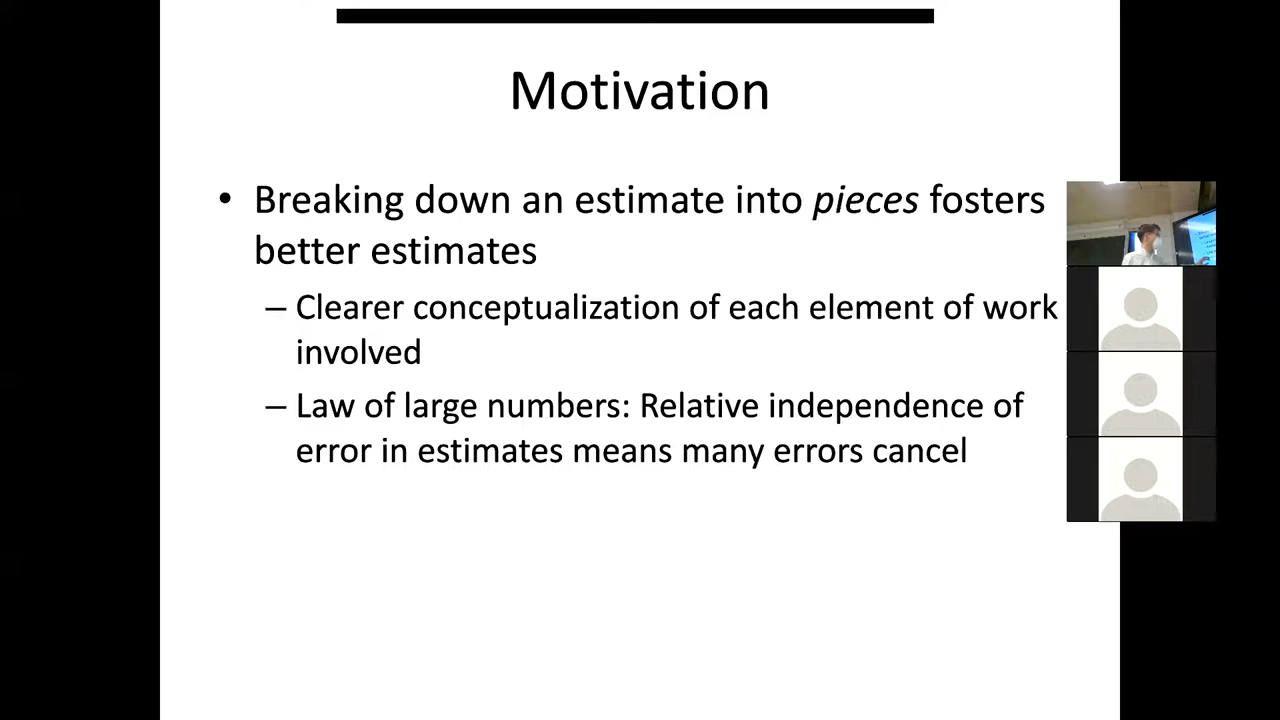 Motivation
• Breaking down an estimate into pieces fosters
better estimates
– Clearer conceptualization of each element of work
involved
– Law of large numbers: Relative independence of
error in estimates means many errors cancel